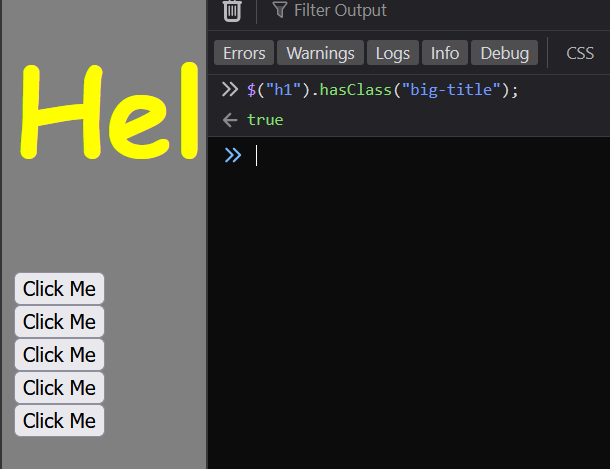 Hel
Click Me
Click Me
Click Me
Click Me
Click Me
Filter Output
Errors Warnings Logs Info Debug CSS
$("h1").hasClass("big-title");
true